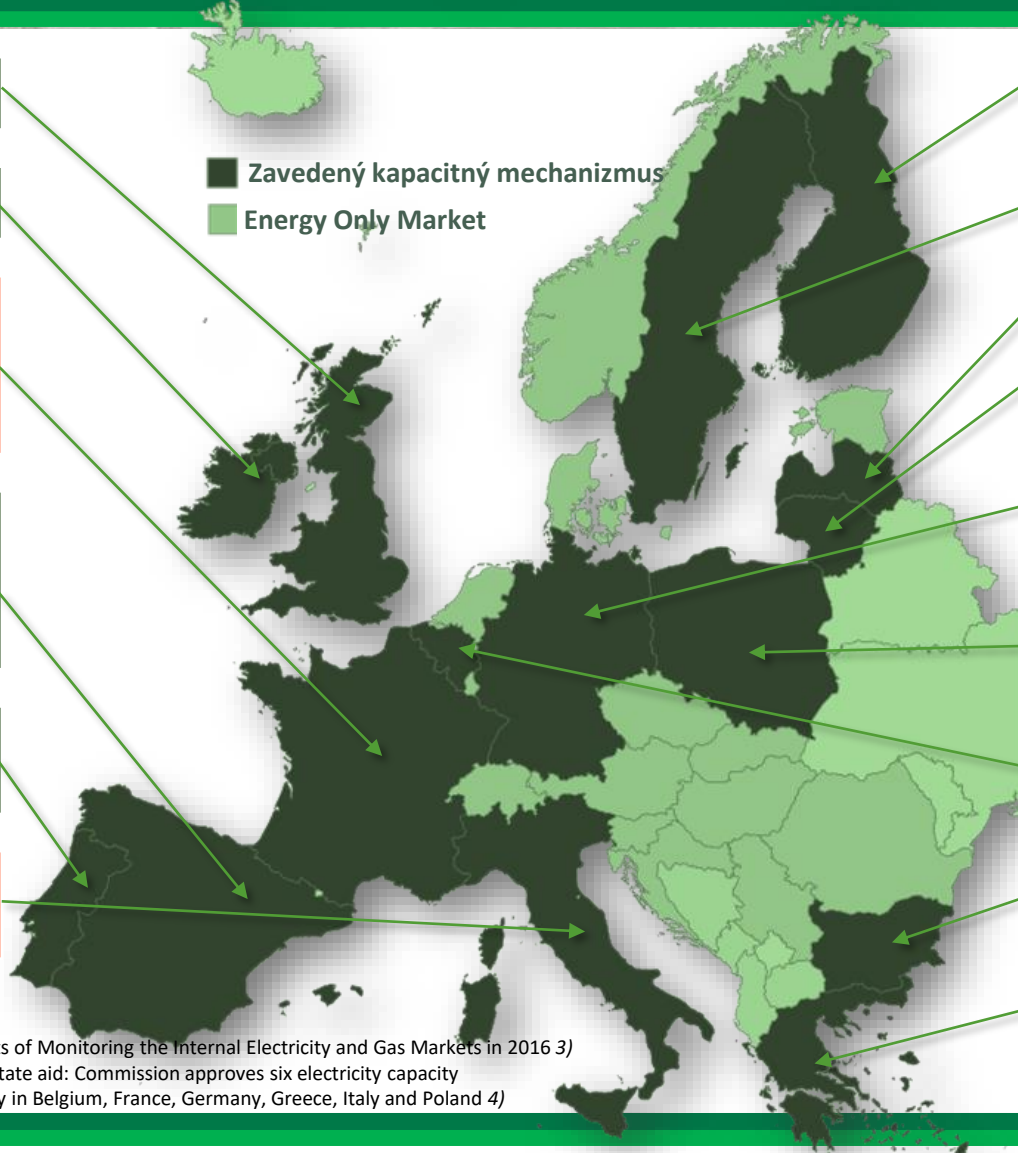 Zavedený kapacitný mechanizmus
Energy Only Market
of Monitoring the Internal Electricity and Gas Markets in 2016 3)
tate aid: Commission approves six electricity capacity
in Belgium, France, Germany, Greece, Italy and Poland 4)